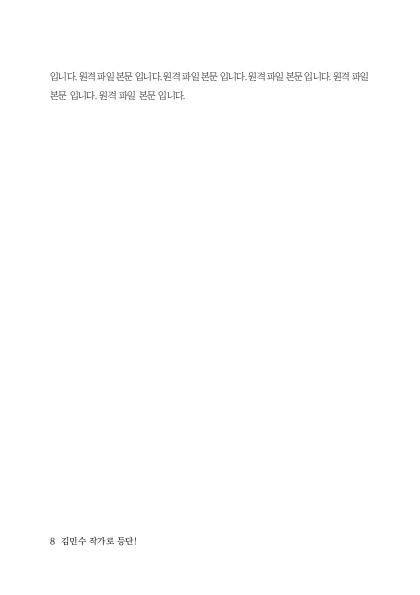 입니다. 원격 파일 본문 입니다. 원격 파일 본문 입니다. 원격 파일 본문 입니다. 원격 파일
본문 입니다. 원격 파일 본문 입니다.
8 김민수 작가로 등단!